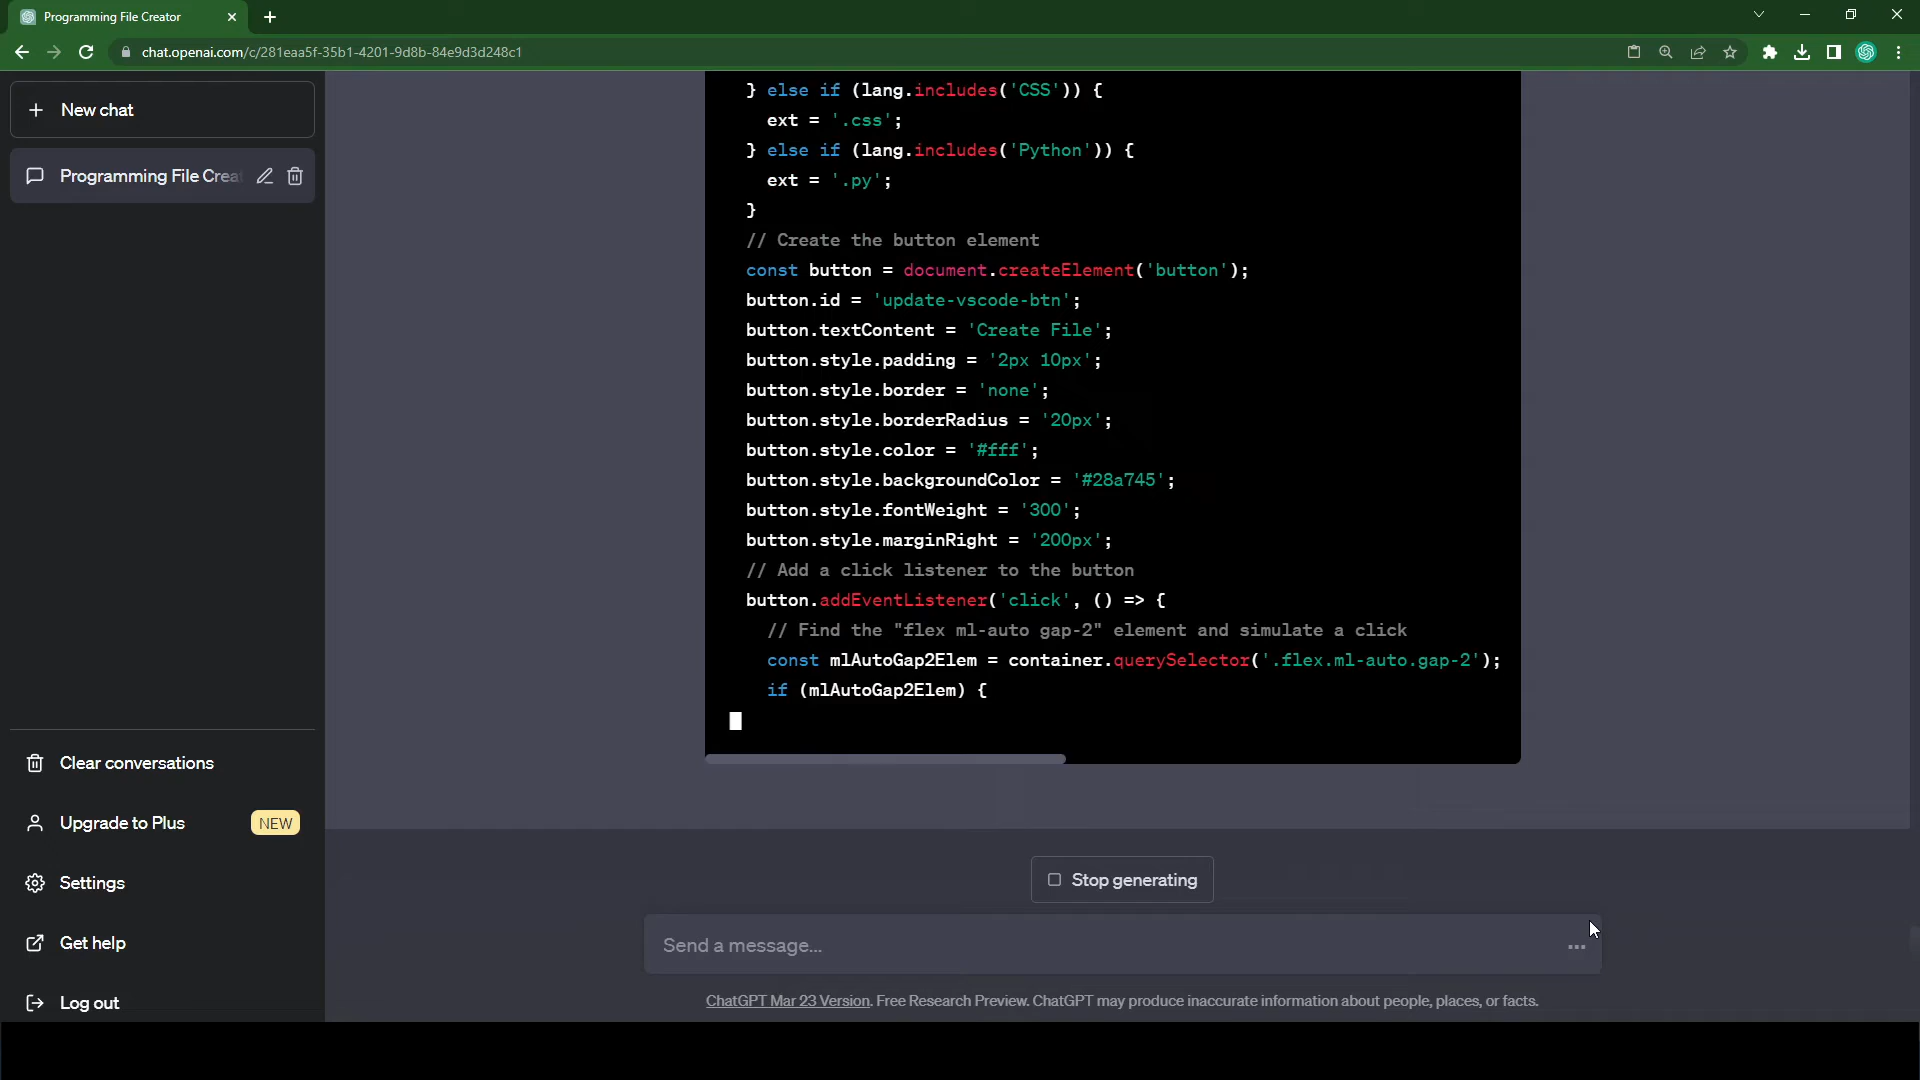 Programming File Creator
chat.openai.com/c/281eaa5f-35b1-4201-9d8b-84e9d3d248c1
New chat
Programming File Crea
Clear conversations
Upgrade to Plus NEW
Settings
Get help
Log out
} else if (lang.includes('CSS')) {
ext = '.css';
} else if (lang.includes('Python')) {
ext = '.py';
}
// Create the button element
const button = document.createElement('button');
button.id = 'update-vscode-btn';
button.textContent = 'Create File';
button.style.padding = '2px 10px';
button.style.border = 'none';
button.style.borderRadius = '20px';
button.style.color = '#fff';
button.style.backgroundColor = '#28a745';
button.style.fontWeight = '300';
button.style.marginRight = '200px';
// Add a click listener to the button
button.addEventListener('click', () => {
// Find the "flex ml-auto gap-2" element and simulate a click
const mlAutoGap2Elem = container.querySelector('.flex.ml-auto.gap-2');
if (mlAutoGap2Elem) {
Stop generating
Send a message...
ChatGPT Mar 23 Version. Free Research Preview. ChatGPT may produce inaccurate information about people, places, or facts.